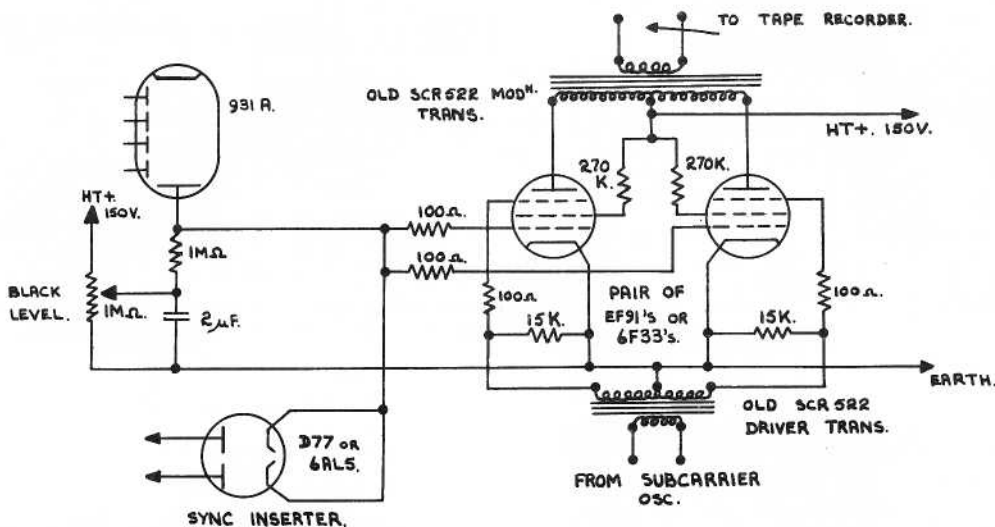 TO TAPE RECORDER.
931 A.
OLD SCR522 MODN.
TRANS.
HT+. 150V.
270
K.
270K.
HT+.
150V.
100Ω
1MΩ
100Ω
BLACK
LEVEL.
1MΩ.
2μF.
100Ω
15K.
PAIR OF
EF91's OR
6F33's.
15K.
100Ω
EARTH.
D77 OR
6AL5.
OLD SCR 522
DRIVER TRANS.
FROM SUBCARRIER
OSC.
SYNC INSERTER.